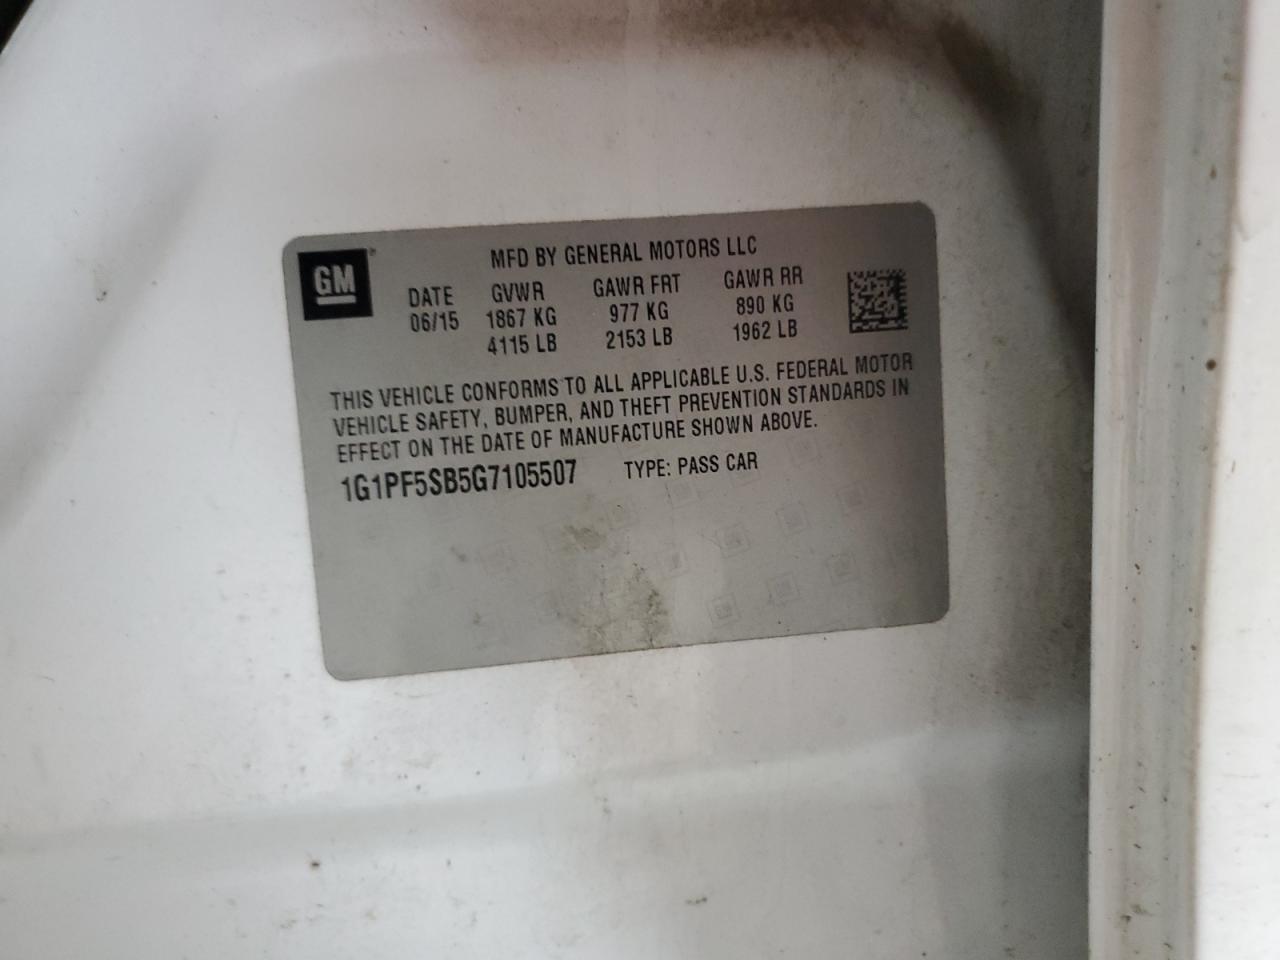 GM
MFD BY GENERAL MOTORS LLC
DATE GVWR GAWR FRT GAWR RR
06/15 1867 KG 977 KG 890 KG
4115 LB 2153 LB 1962 LB
THIS VEHICLE CONFORMS TO ALL APPLICABLE U.S. FEDERAL MOTOR
VEHICLE SAFETY, BUMPER, AND THEFT PREVENTION STANDARDS IN
EFFECT ON THE DATE OF MANUFACTURE SHOWN ABOVE.
1G1PF5SB5G7105507 TYPE: PASS CAR